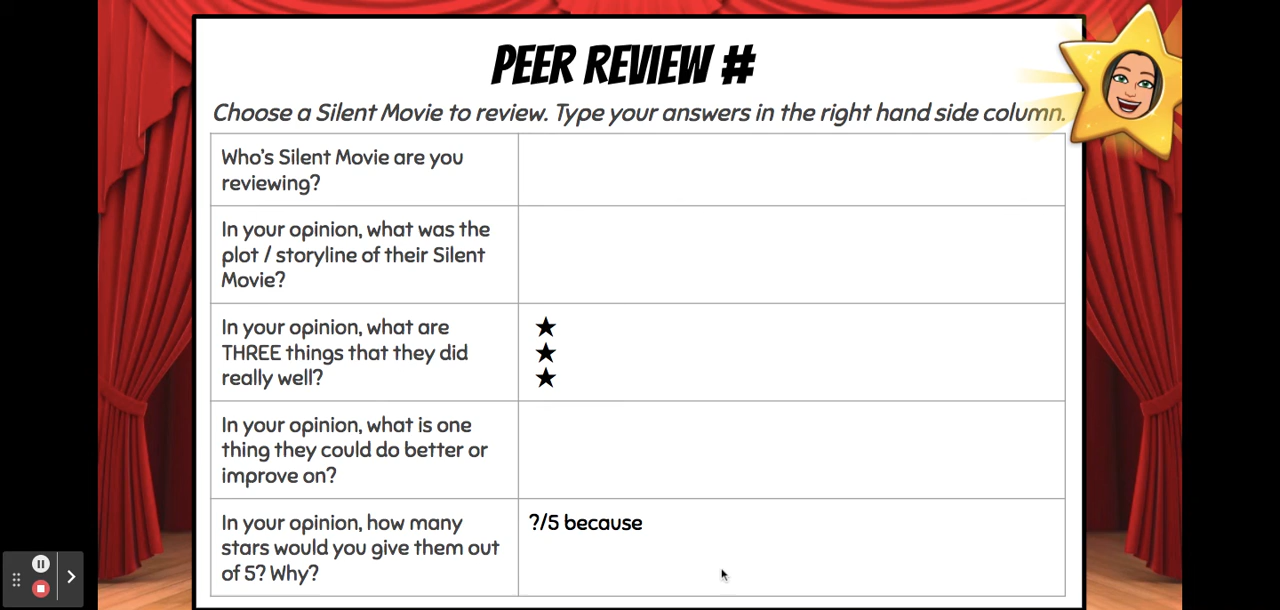 PEER REVIEW #
Choose a Silent Movie to review. Type your answers in the right hand side column.
Who's Silent Movie are you
reviewing?
In your opinion, what was the
plot / storyline of their Silent
Movie?
In your opinion, what are
THREE things that they did
really well?
★
★
★
In your opinion, what is one
thing they could do better or
improve on?
In your opinion, how many
stars would you give them out
of 5? Why?
?/5 because